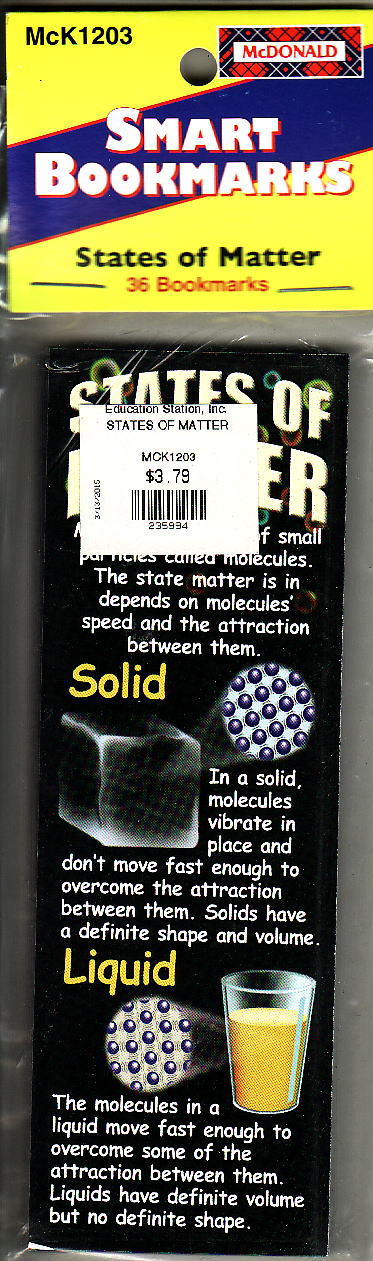 McK1203
McDONALD
SMART
BOOKMARKS
States of Matter
36 Bookmarks
STATES OF
Education Station, Inc.
STATES OF MATTER
MCK1203
$3.79
3/13/2015
235994
of small
particles called molecules.
The state matter is in
depends on molecules'
speed and the attraction
between them.
Solid
In a solid,
molecules
vibrate in
place and
don't move fast enough to
overcome the attraction
between them. Solids have
a definite shape and volume.
Liquid
The molecules in a
liquid move fast enough to
overcome some of the
attraction between them.
Liquids have definite volume
but no definite shape.